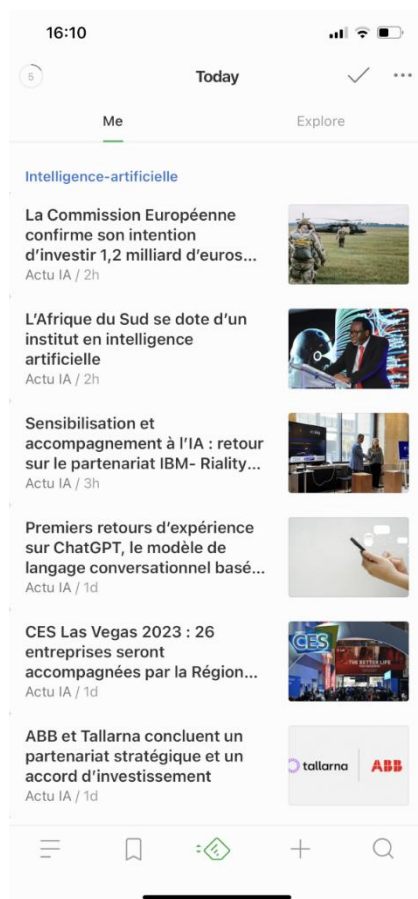 16:10
5
Today
Me
Explore
Intelligence-artificielle
La Commission Européenne
confirme son intention
d'investir 1,2 milliard d'euros...
Actu IA / 2h
L'Afrique du Sud se dote d'un
institut en intelligence
artificielle
Actu IA / 2h
Sensibilisation et
accompagnement à l'IA : retour
sur le partenariat IBM- Riality...
Actu IA / 3h
Premiers retours d'expérience
sur ChatGPT, le modèle de
langage conversationnel basé...
Actu IA / 1d
CES Las Vegas 2023 : 26
entreprises seront
accompagnées par la Région...
Actu IA / 1d
CES
THE BETTER LIFE
ABB et Tallarna concluent un
partenariat stratégique et un
accord d'investissement
Actu IA / 1d
tallarna
ABB